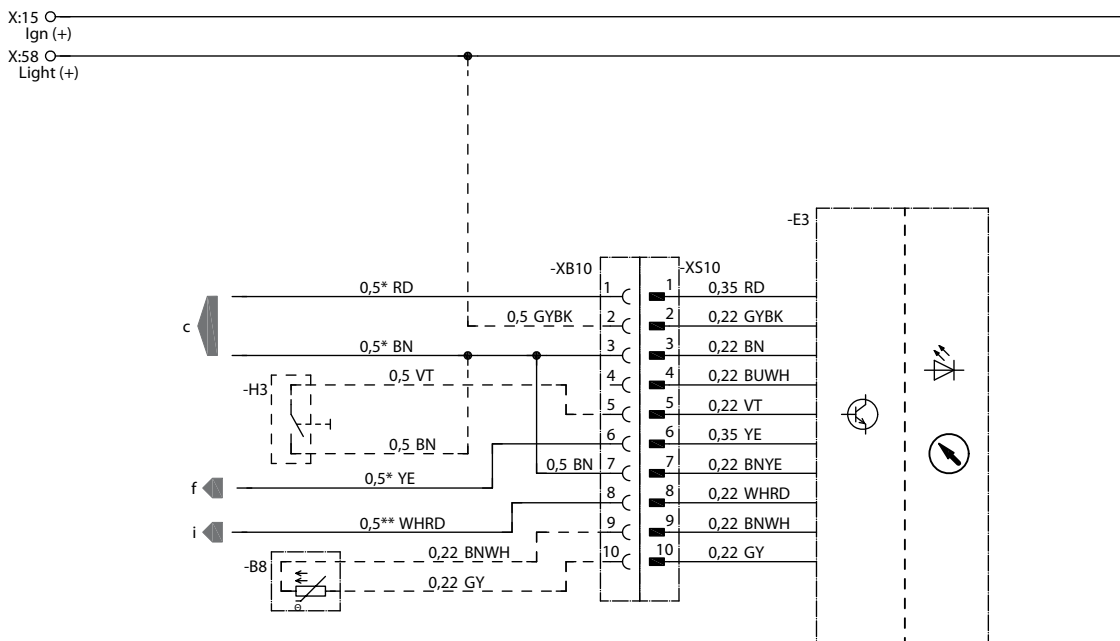 X:15
Ign (+)
X:58
Light (+)
-E3
-XB10
-XS10
0,5* RD
1
1
0,35 RD
0,5 GYBK
2
2
0,22 GYBK
c
0,5* BN
3
3
0,22 BN
-H3
0,5 VT
4
4
0,22 BUWH
5
5
0,22 VT
0,5 BN
6
6
0,35 YE
0,5* YE
0,5 BN
7
7
0,22 BNYE
f
8
8
0,22 WHRD
i
0,5** WHRD
9
9
0,22 BNWH
0,22 BNWH
10
10
0,22 GY
-B8
0,22 GY
Θ